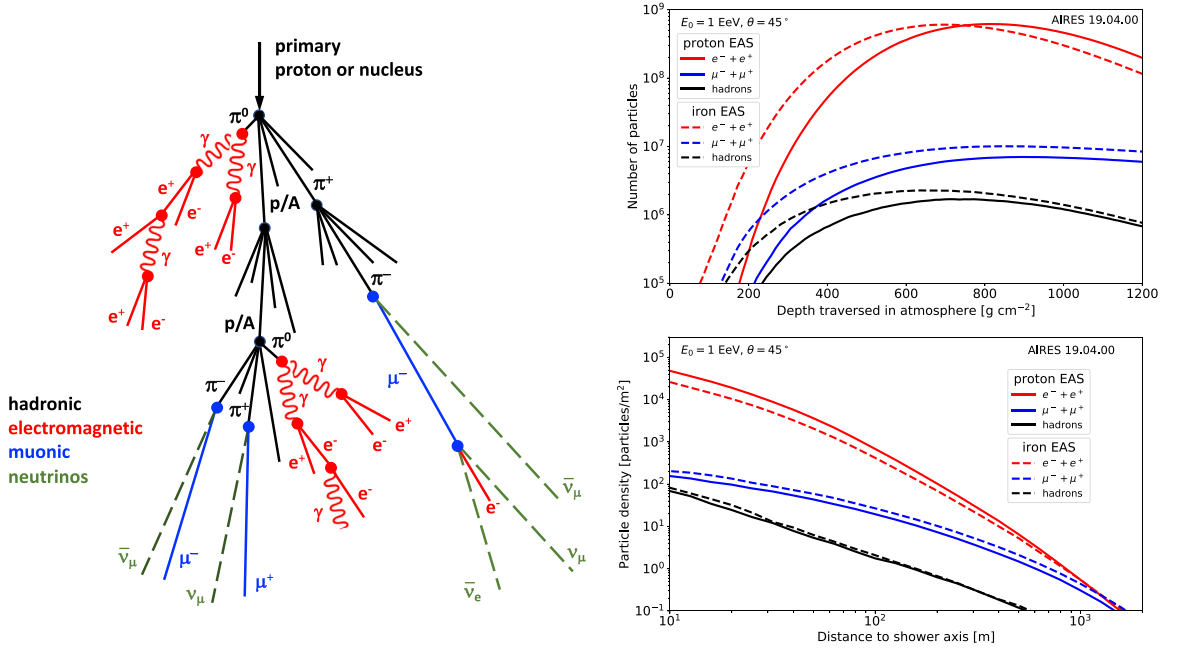 primary
proton or nucleus
π⁰
γ
γ
e⁺
e⁻
e⁺
γ
e⁺
e⁻
e⁺
e⁻
p/A
π⁺
π⁻
p/A
π⁰
γ
γ
π⁻
π⁺
e⁺
e⁻
e⁺
e⁻
e⁻
γ
μ⁻
e⁻
ν̄μ
νμ
ν̄e
hadronic
electromagnetic
muonic
neutrinos
ν̄μ
μ⁻
νμ
μ⁺
E₀ = 1 EeV, θ = 45°
AIRES 19.04.00
proton EAS
e⁻ + e⁺
μ⁻ + μ⁺
hadrons
iron EAS
e⁻ + e⁺
μ⁻ + μ⁺
hadrons
Number of particles
10⁹
10⁸
10⁷
10⁶
10⁵
0 200 400 600 800 1000 1200
Depth traversed in atmosphere [g cm⁻²]
E₀ = 1 EeV, θ = 45°
AIRES 19.04.00
proton EAS
e⁻ + e⁺
μ⁻ + μ⁺
hadrons
iron EAS
e⁻ + e⁺
μ⁻ + μ⁺
hadrons
Particle density [particles/m²]
10⁵
10⁴
10³
10²
10¹
10⁰
10⁻¹
10¹ 10² 10³
Distance to shower axis [m]